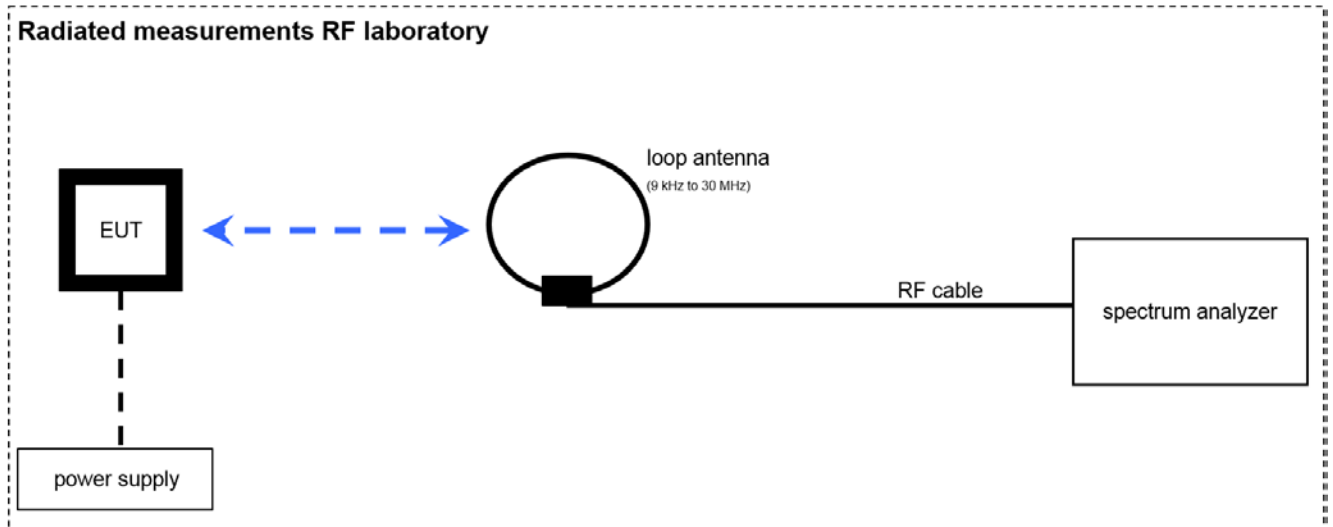 Radiated measurements RF laboratory
loop antenna
(9 kHz to 30 MHz)
EUT
RF cable
spectrum analyzer
power supply